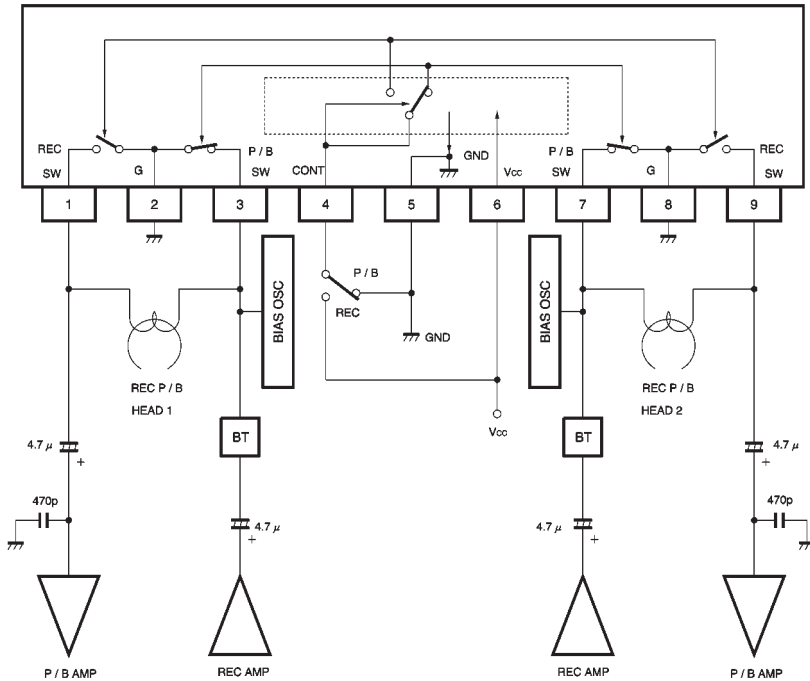 REC
SW
G
P / B
SW
CONT
GND
Vcc
P / B
SW
G
REC
SW
1
2
3
4
5
6
7
8
9
P / B
REC
GND
BIAS OSC
BIAS OSC
REC P / B
HEAD 1
REC P / B
HEAD 2
Vcc
BT
BT
4.7 μ
+
4.7 μ
+
470p
470p
4.7 μ
+
4.7 μ
+
P / B AMP
REC AMP
REC AMP
P / B AMP